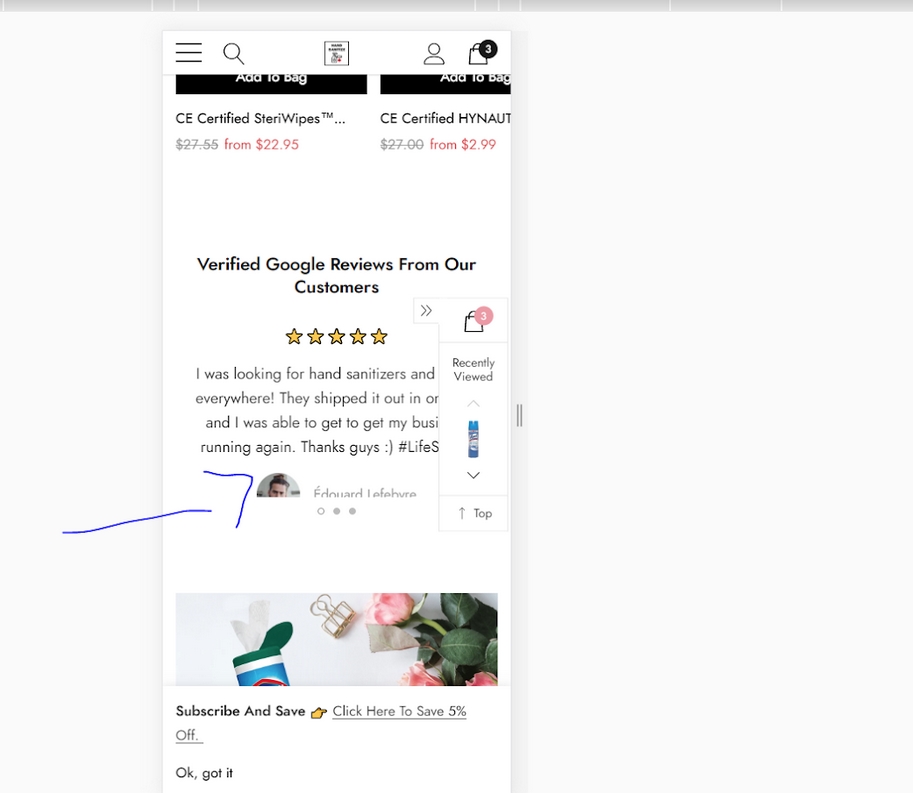 3
Add To Bag
Add To Bag
CE Certified SteriWipes™...
CE Certified HYNAUT
$27.55 from $22.95
$27.00 from $2.99
Verified Google Reviews From Our
Customers
I was looking for hand sanitizers and
everywhere! They shipped it out in or
and I was able to get to get my busi
running again. Thanks guys :) #LifeS
Édouard Lefebvre
3
Recently
Viewed
↑ Top
Subscribe And Save 👉 Click Here To Save 5%
Off.
Ok, got it